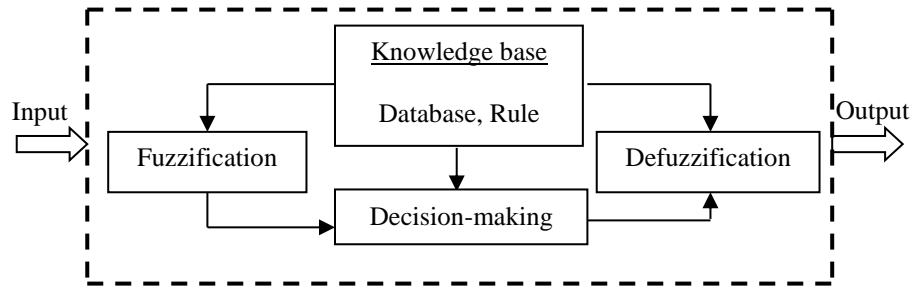 Knowledge base
Database, Rule
Input
Output
Fuzzification
Defuzzification
Decision-making